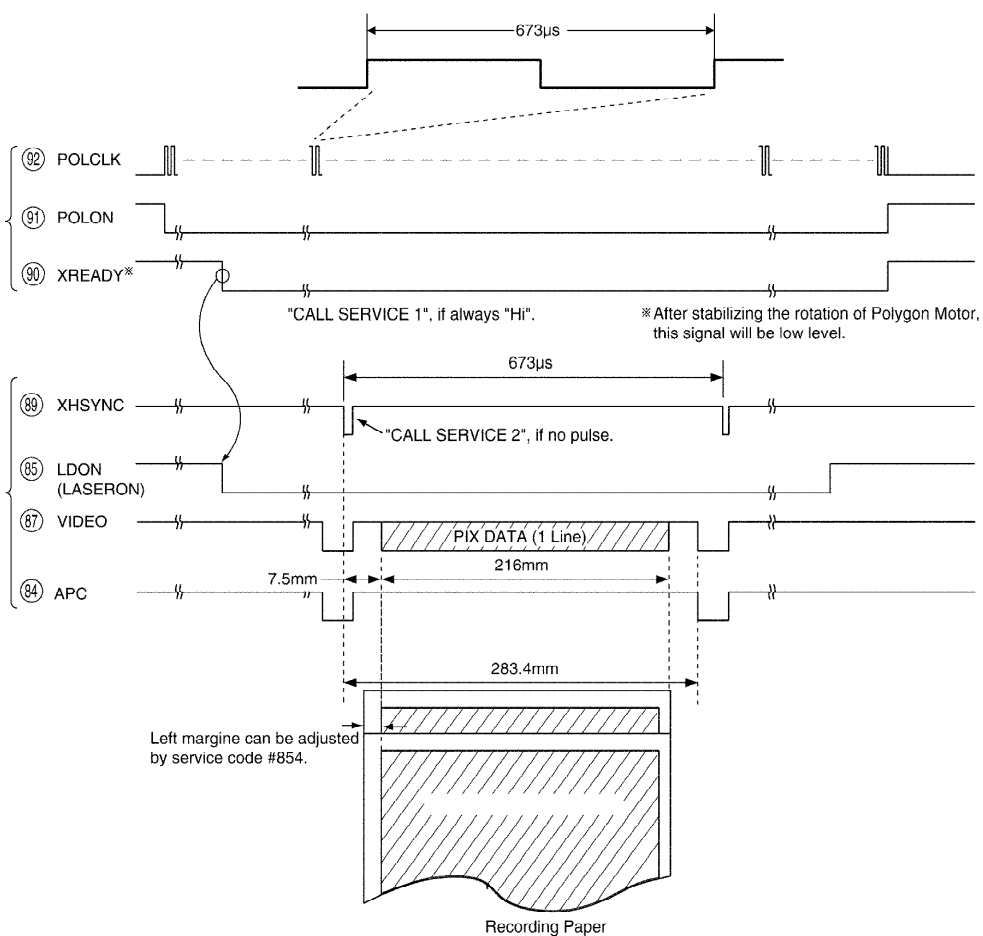 673µs
92 POLCLK
91 POLON
90 XREADY※
"CALL SERVICE 1", if always "Hi".
※After stabilizing the rotation of Polygon Motor,
this signal will be low level.
673µs
89 XHSYNC
"CALL SERVICE 2", if no pulse.
85 LDON
(LASERON)
87 VIDEO
PIX DATA (1 Line)
7.5mm
216mm
84 APC
283.4mm
Left margine can be adjusted
by service code #854.
Recording Paper